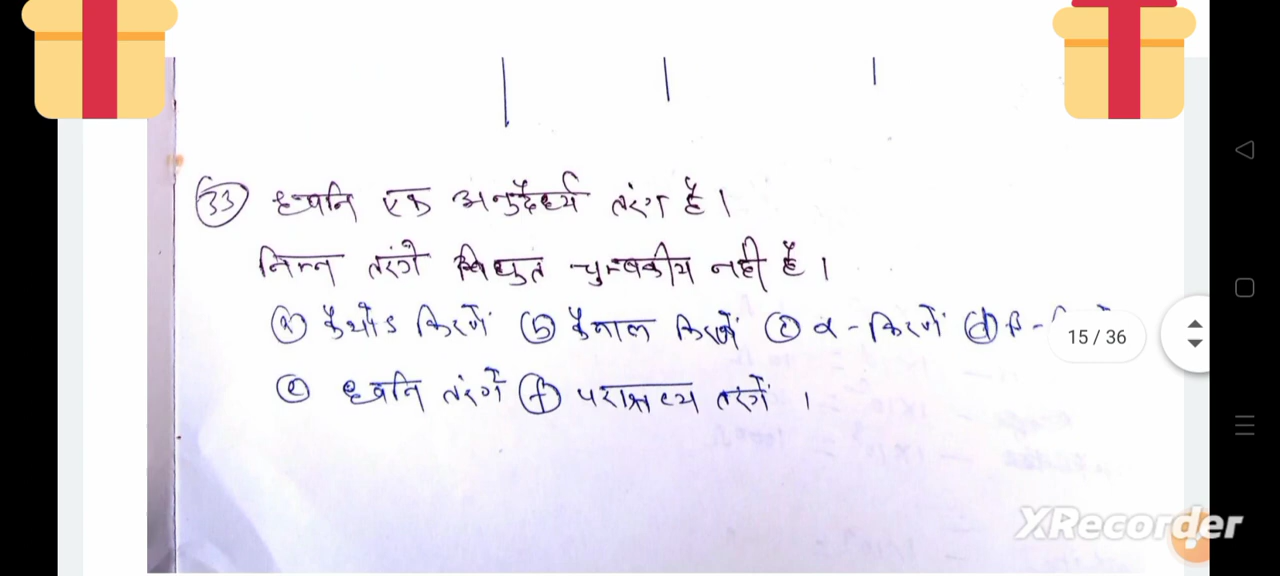 33 ध्वनि एक अनुदैर्ध्य तरंग है।
निम्न तरंगे विधुत चुम्बकीय नही है।
(a) कैथोड किरणें (b) कैनाल किरणें (c) α-किरणें (d) β-
15 / 36
(e) ध्वनि तरंगें (f) पराश्रव्य तरंगें ।
XRecorder